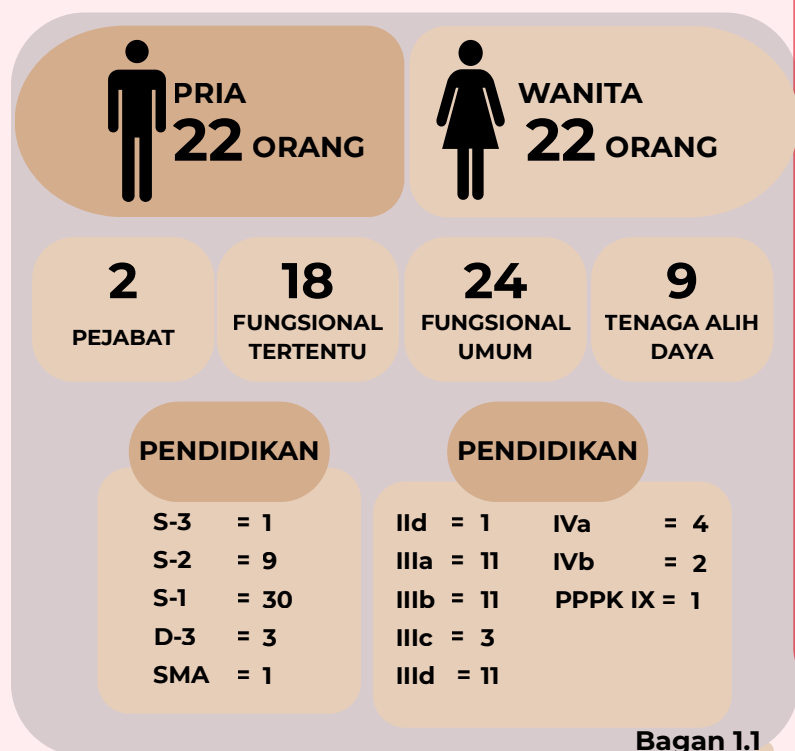 PRIA
22 ORANG
WANITA
22 ORANG
2
PEJABAT
18
FUNGSIONAL
TERTENTU
24
FUNGSIONAL
UMUM
9
TENAGA ALIH
DAYA
PENDIDIKAN
S-3 = 1
S-2 = 9
S-1 = 30
D-3 = 3
SMA = 1
PENDIDIKAN
IId = 1
IIIa = 11
IIIb = 11
IIIc = 3
IIId = 11
IVa = 4
IVb = 2
PPPK IX = 1
Bagan 1.1